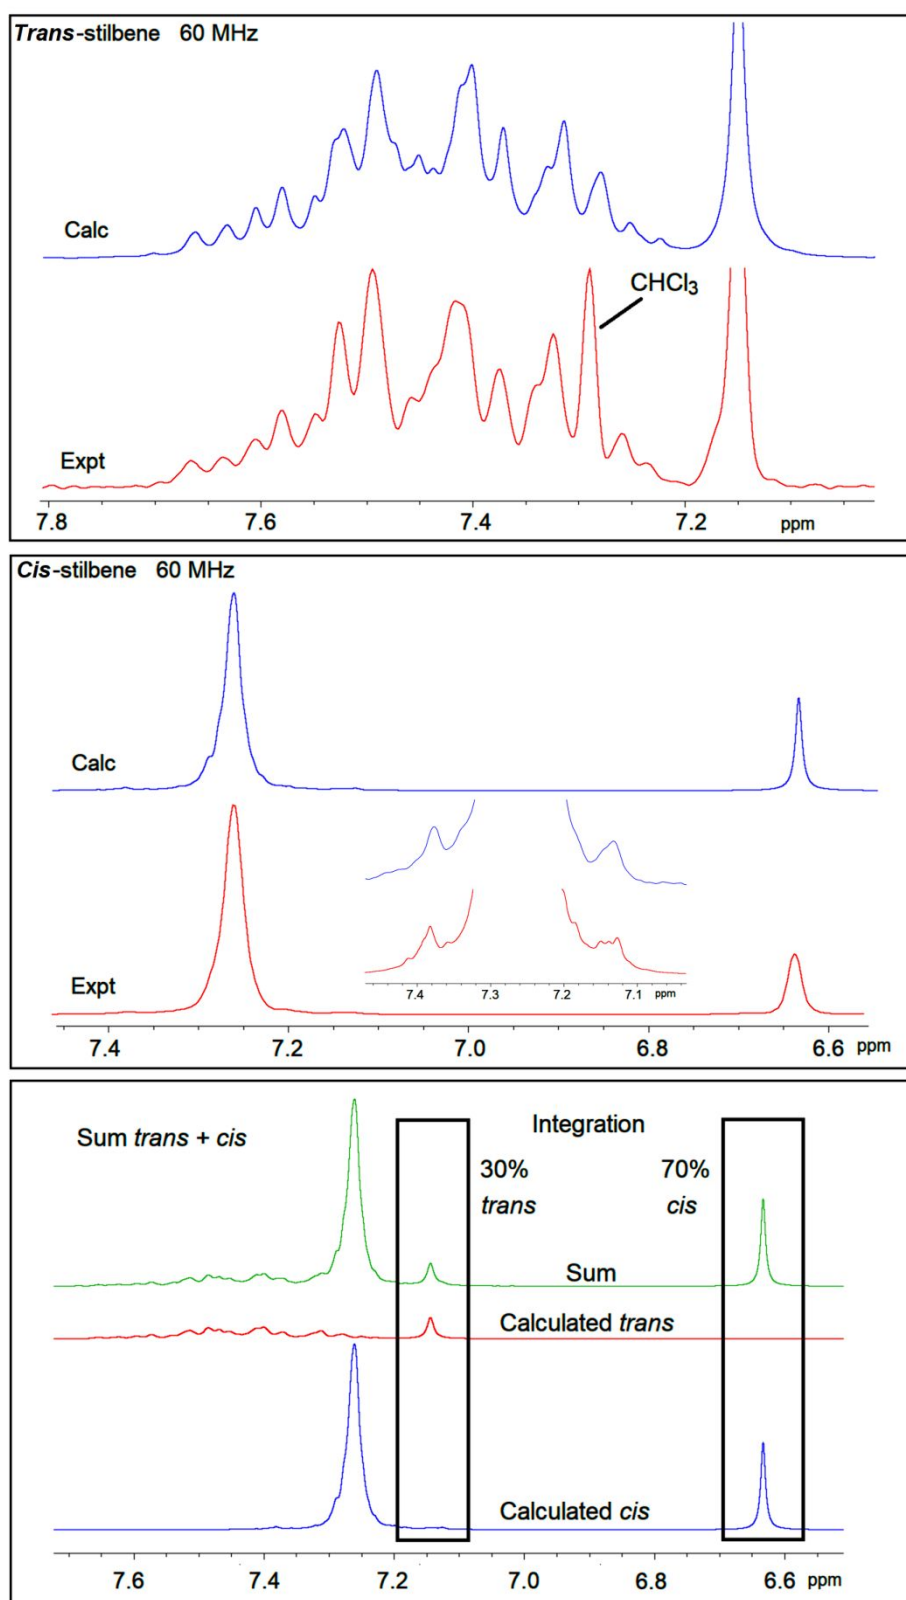 Trans-stilbene 60 MHz
Calc
CHCl3
Expt
7.8 7.6 7.4 7.2 ppm
Cis-stilbene 60 MHz
Calc
Expt
7.4 7.3 7.2 7.1 ppm
7.4 7.2 7.0 6.8 6.6 ppm
Sum trans + cis
Integration
30% trans
70% cis
Sum
Calculated trans
Calculated cis
7.6 7.4 7.2 7.0 6.8 6.6 ppm